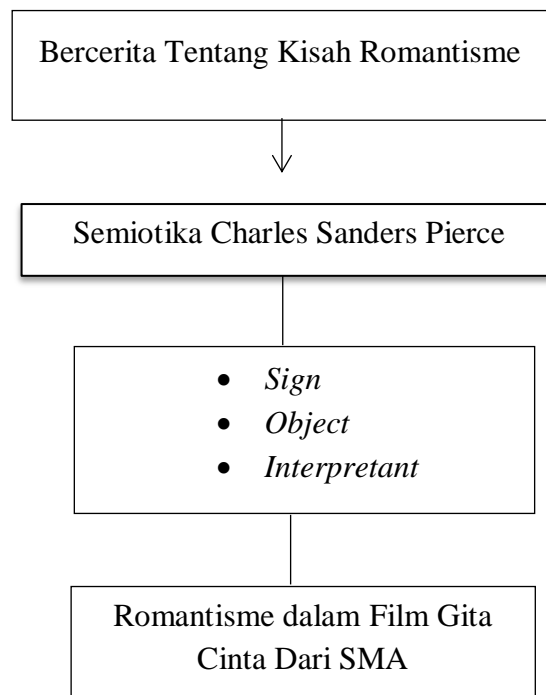 Bercerita Tentang Kisah Romantisme
Semiotika Charles Sanders Pierce
• Sign
• Object
• Interpretant
Romantisme dalam Film Gita
Cinta Dari SMA